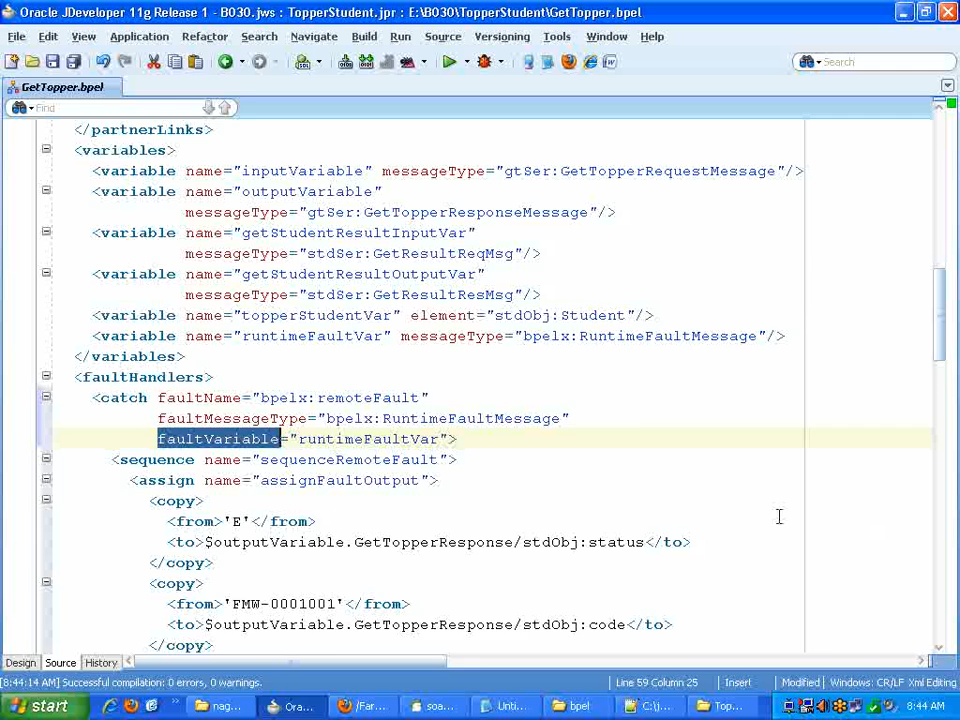 Oracle JDeveloper 11g Release 1 - B030.jws : TopperStudent.jpr : E:\B030\TopperStudent\GetTopper.bpel
File Edit View Application Refactor Search Navigate Build Run Source Versioning Tools Window Help
Search
GetTopper.bpel
Find
</partnerLinks>
<variables>
<variable name="inputVariable" messageType="gtSer:GetTopperRequestMessage"/>
<variable name="outputVariable"
messageType="gtSer:GetTopperResponseMessage"/>
<variable name="getStudentResultInputVar"
messageType="stdSer:GetResultReqMsg"/>
<variable name="getStudentResultOutputVar"
messageType="stdSer:GetResultResMsg"/>
<variable name="topperStudentVar" element="stdObj:Student"/>
<variable name="runtimeFaultVar" messageType="bpelx:RuntimeFaultMessage"/>
</variables>
<faultHandlers>
<catch faultName="bpelx:remoteFault"
faultMessageType="bpelx:RuntimeFaultMessage"
faultVariable="runtimeFaultVar">
<sequence name="sequenceRemoteFault">
<assign name="assignFaultOutput">
<copy>
<from>'E'</from>
<to>$outputVariable.GetTopperResponse/stdObj:status</to>
</copy>
<copy>
<from>'FMW-0001001'</from>
<to>$outputVariable.GetTopperResponse/stdObj:code</to>
</copy>
Design Source History
[8:44:14 AM] Successful compilation: 0 errors, 0 warnings. Line 59 Column 25 Insert Modified Windows: CR/LF Xml Editing
start nag... Ora... /Far... soa... Unti... bpel C:\j... Top... 8:44 AM